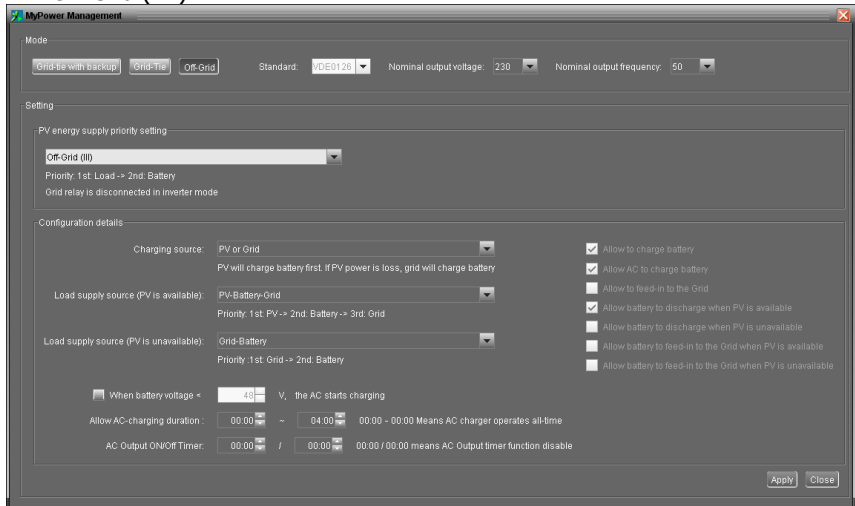 MyPower Management
Mode
Grid-tie with backup Grid-Tie Off-Grid Standard: VDE0126 Nominal output voltage: 230 Nominal output frequency: 50
Setting
PV energy supply priority setting
Off-Grid (III)
Priority: 1st: Load -> 2nd: Battery
Grid relay is disconnected in inverter mode
Configuration details
Charging source: PV or Grid
PV will charge battery first. If PV power is loss, grid will charge battery
Load supply source (PV is available): PV-Battery-Grid
Priority: 1st: PV -> 2nd: Battery -> 3rd: Grid
Load supply source (PV is unavailable): Grid-Battery
Priority :1st: Grid -> 2nd: Battery
Allow to charge battery
Allow AC to charge battery
Allow to feed-in to the Grid
Allow battery to discharge when PV is available
Allow battery to discharge when PV is unavailable
Allow battery to feed-in to the Grid when PV is available
Allow battery to feed-in to the Grid when PV is unavailable
When battery voltage < 48 V, the AC starts charging
Allow AC-charging duration : 00:00 ~ 04:00 00:00 - 00:00 Means AC charger operates all-time
AC Output ON/Off Timer: 00:00 / 00:00 00:00 / 00:00 means AC Output timer function disable
Apply Close